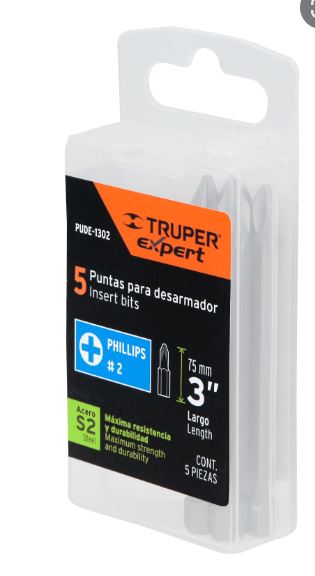 TRUPER
expert
PUDE-1302
5 Puntas para desarmador
Insert bits
PHILLIPS
# 2
75 mm
3"
Largo
Length
Acero
S2
Steel
Máxima resistencia
y durabilidad
Maximum strength
and durability
CONT.
5 PIEZAS